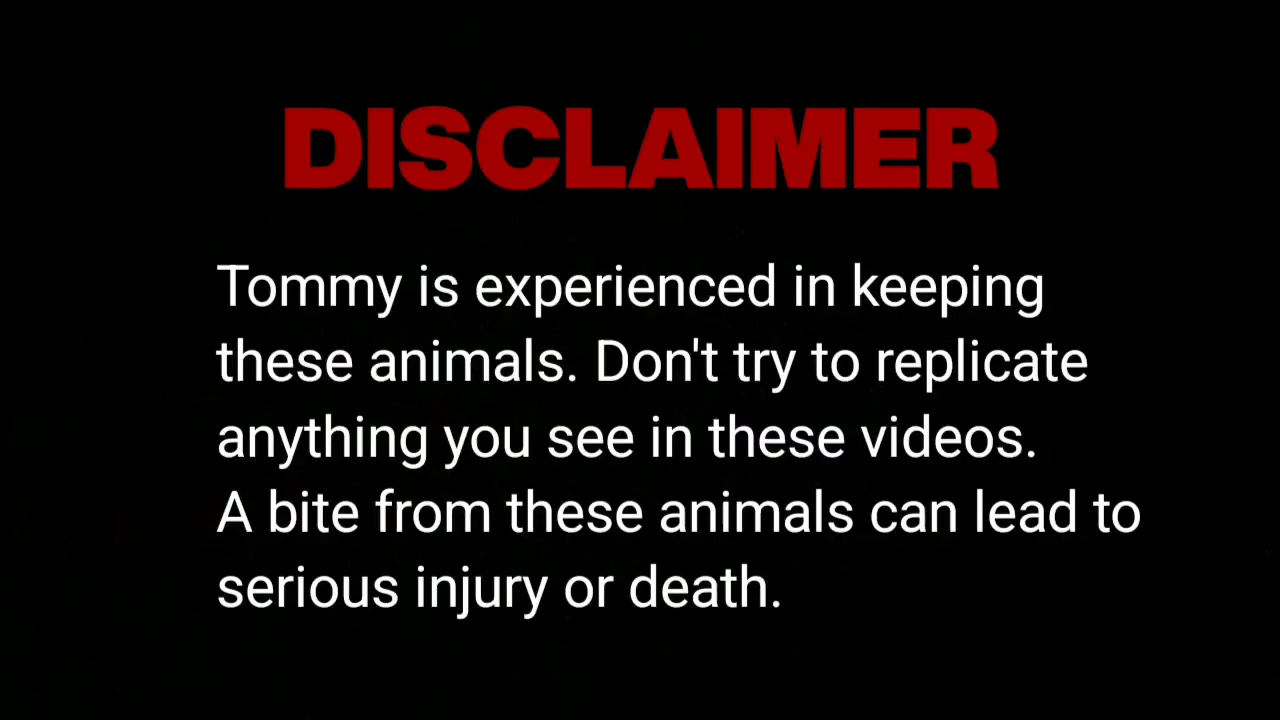 DISCLAIMER
Tommy is experienced in keeping
these animals. Don't try to replicate
anything you see in these videos.
A bite from these animals can lead to
serious injury or death.